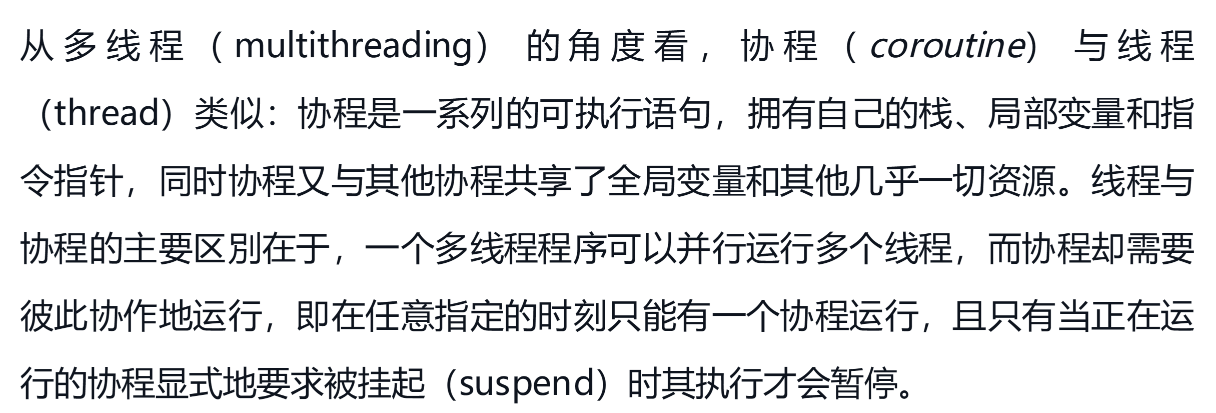 从多线程（multithreading） 的角度看，协程（coroutine） 与线程
（thread）类似：协程是一系列的可执行语句，拥有自己的栈、局部变量和指
令指针，同时协程又与其他协程共享了全局变量和其他几乎一切资源。线程与
协程的主要区别在于，一个多线程程序可以并行运行多个线程，而协程却需要
彼此协作地运行，即在任意指定的时刻只能有一个协程运行，且只有当正在运
行的协程显式地要求被挂起（suspend）时其执行才会暂停。